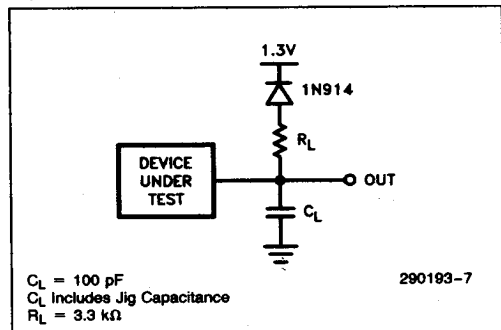 1.3V
1N914
RL
DEVICE
UNDER
TEST
OUT
CL
CL = 100 pF
CL Includes Jig Capacitance
RL = 3.3 kΩ
290193-7